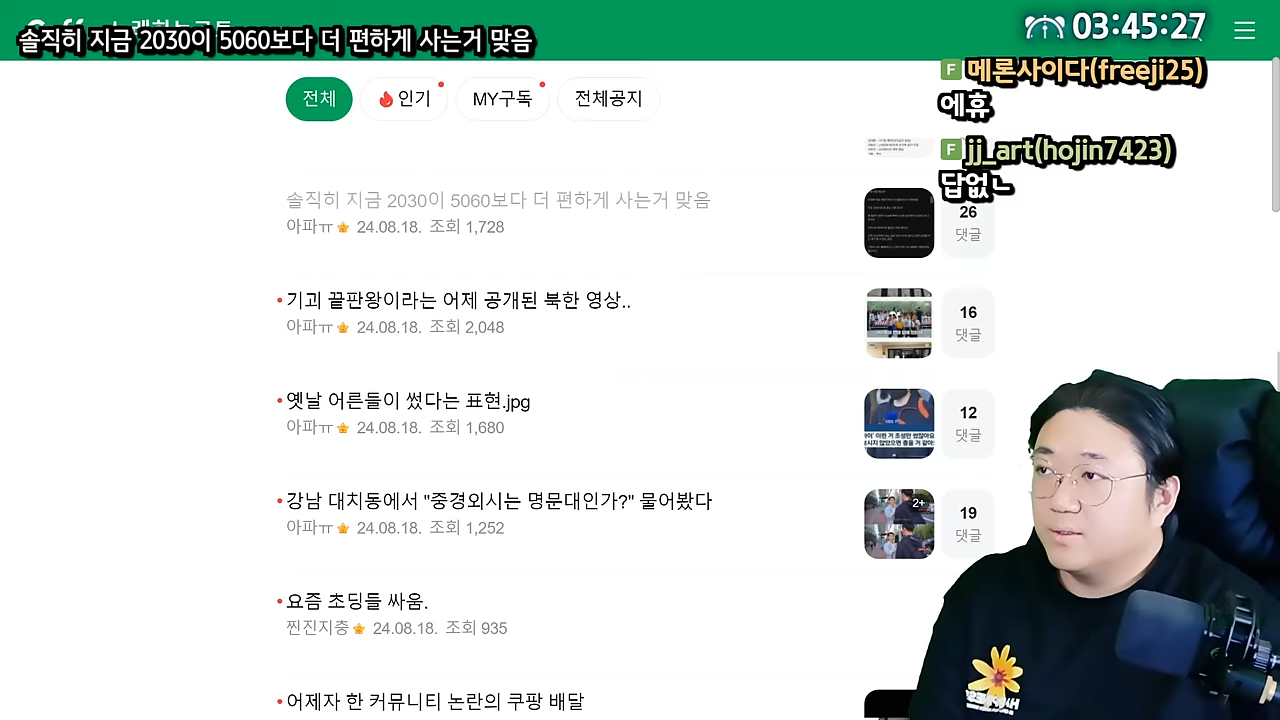 솔직히 지금 2030이 5060보다 더 편하게 사는거 맞음
03:45:27
전체
인기
MY구독
전체공지
F 메론사이다(freeji25)
에휴
F jj_art(hojin7423)
답없ㄴ
솔직히 지금 2030이 5060보다 더 편하게 사는거 맞음
아파ㅠ 24.08.18. 조회 1,728
26
댓글
기괴 끝판왕이라는 어제 공개된 북한 영상..
아파ㅠ 24.08.18. 조회 2,048
16
댓글
옛날 어른들이 썼다는 표현.jpg
아파ㅠ 24.08.18. 조회 1,680
12
댓글
강남 대치동에서 "중경외시는 명문대인가?" 물어봤다
아파ㅠ 24.08.18. 조회 1,252
2+
19
댓글
요즘 초딩들 싸움.
찐진지충 24.08.18. 조회 935
어제자 한 커뮤니티 논란의 쿠팡 배달